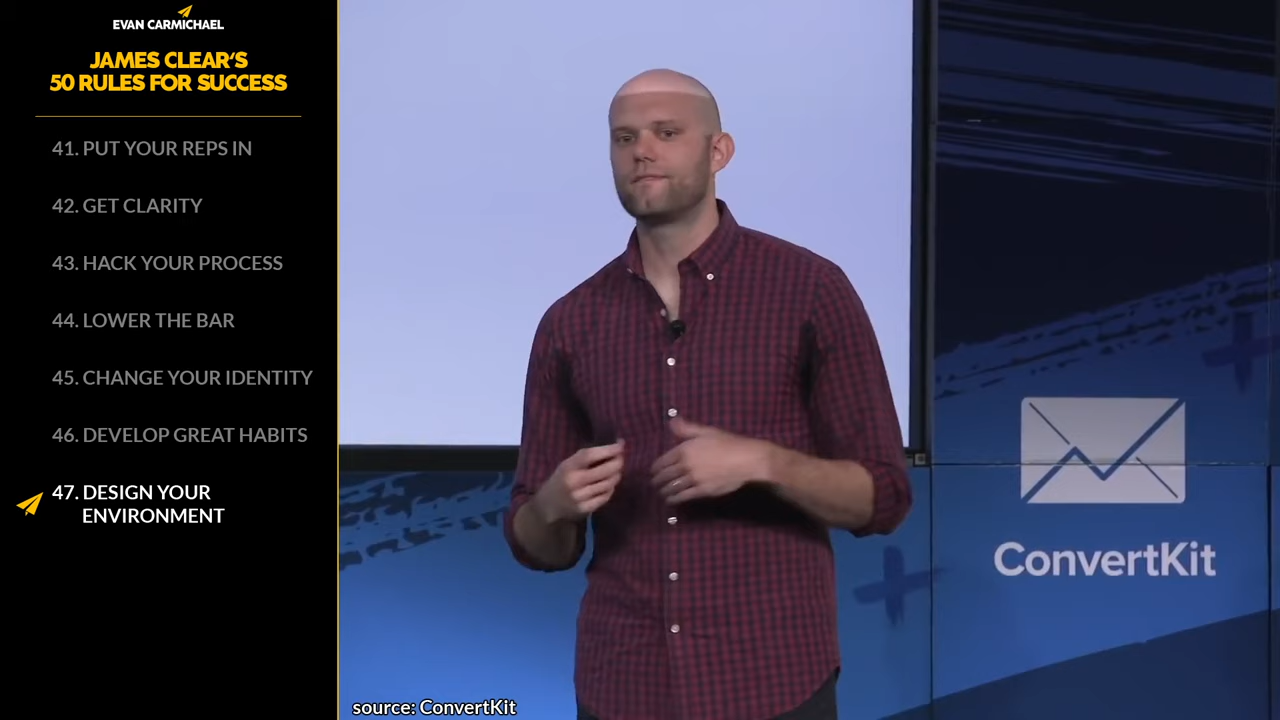 EVAN CARMICHAEL
JAMES CLEAR'S
50 RULES FOR SUCCESS
41. PUT YOUR REPS IN
42. GET CLARITY
43. HACK YOUR PROCESS
44. LOWER THE BAR
45. CHANGE YOUR IDENTITY
46. DEVELOP GREAT HABITS
47. DESIGN YOUR
ENVIRONMENT
ConvertKit
source: ConvertKit